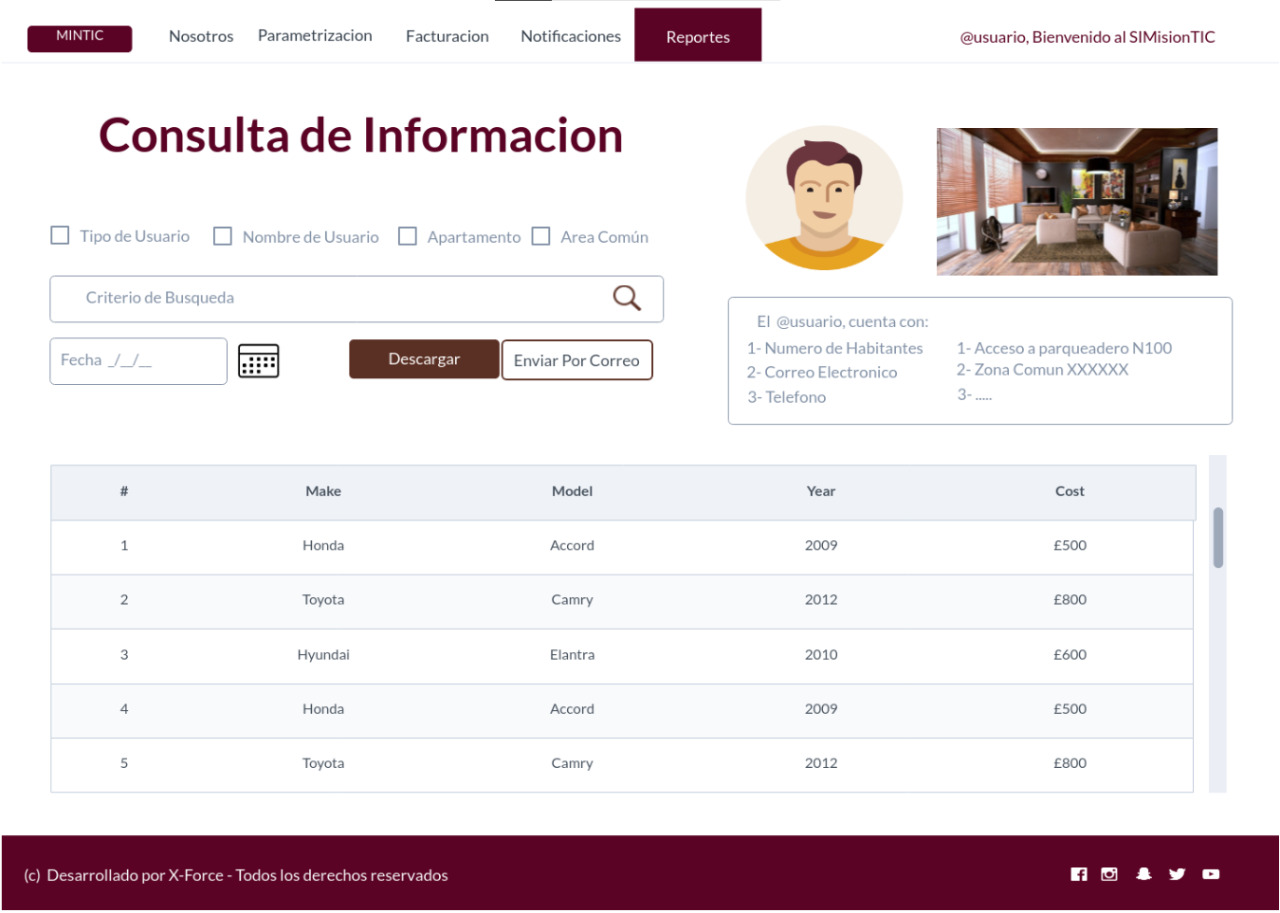 MINTIC Nosotros Parametrizacion Facturacion Notificaciones Reportes @usuario, Bienvenido al SIMisionTIC
Consulta de Informacion
Tipo de Usuario Nombre de Usuario Apartamento Area Común
Criterio de Busqueda
Fecha _/__/__ Descargar Enviar Por Correo
El @usuario, cuenta con:
1- Numero de Habitantes
2- Correo Electronico
3- Telefono
1- Acceso a parqueadero N100
2- Zona Comun XXXXXX
3- .....
# Make Model Year Cost
1 Honda Accord 2009 £500
2 Toyota Camry 2012 £800
3 Hyundai Elantra 2010 £600
4 Honda Accord 2009 £500
5 Toyota Camry 2012 £800
(c) Desarrollado por X-Force - Todos los derechos reservados